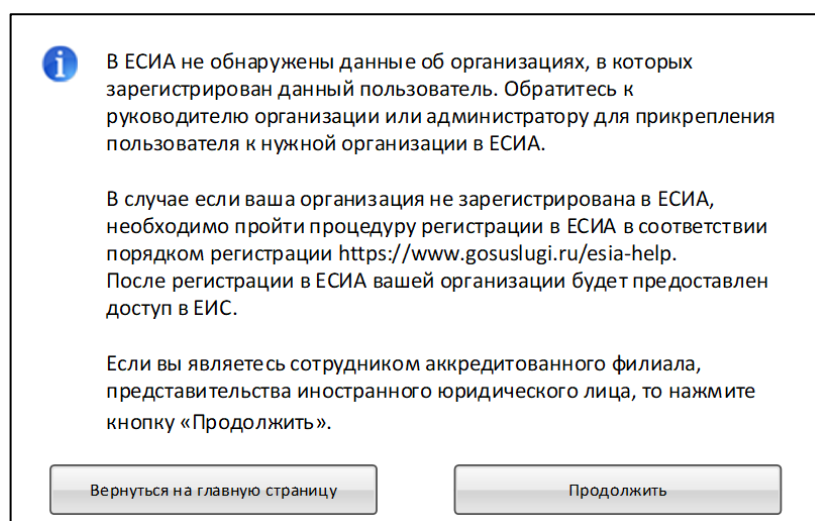 В ЕСИА не обнаружены данные об организациях, в которых
зарегистрирован данный пользователь. Обратитесь к
руководителю организации или администратору для прикрепления
пользователя к нужной организации в ЕСИА.
В случае если ваша организация не зарегистрирована в ЕСИА,
необходимо пройти процедуру регистрации в ЕСИА в соответствии
порядком регистрации https://www.gosuslugi.ru/esia-help.
После регистрации в ЕСИА вашей организации будет предоставлен
доступ в ЕИС.
Если вы являетесь сотрудником аккредитованного филиала,
представительства иностранного юридического лица, то нажмите
кнопку «Продолжить».
Вернуться на главную страницу
Продолжить